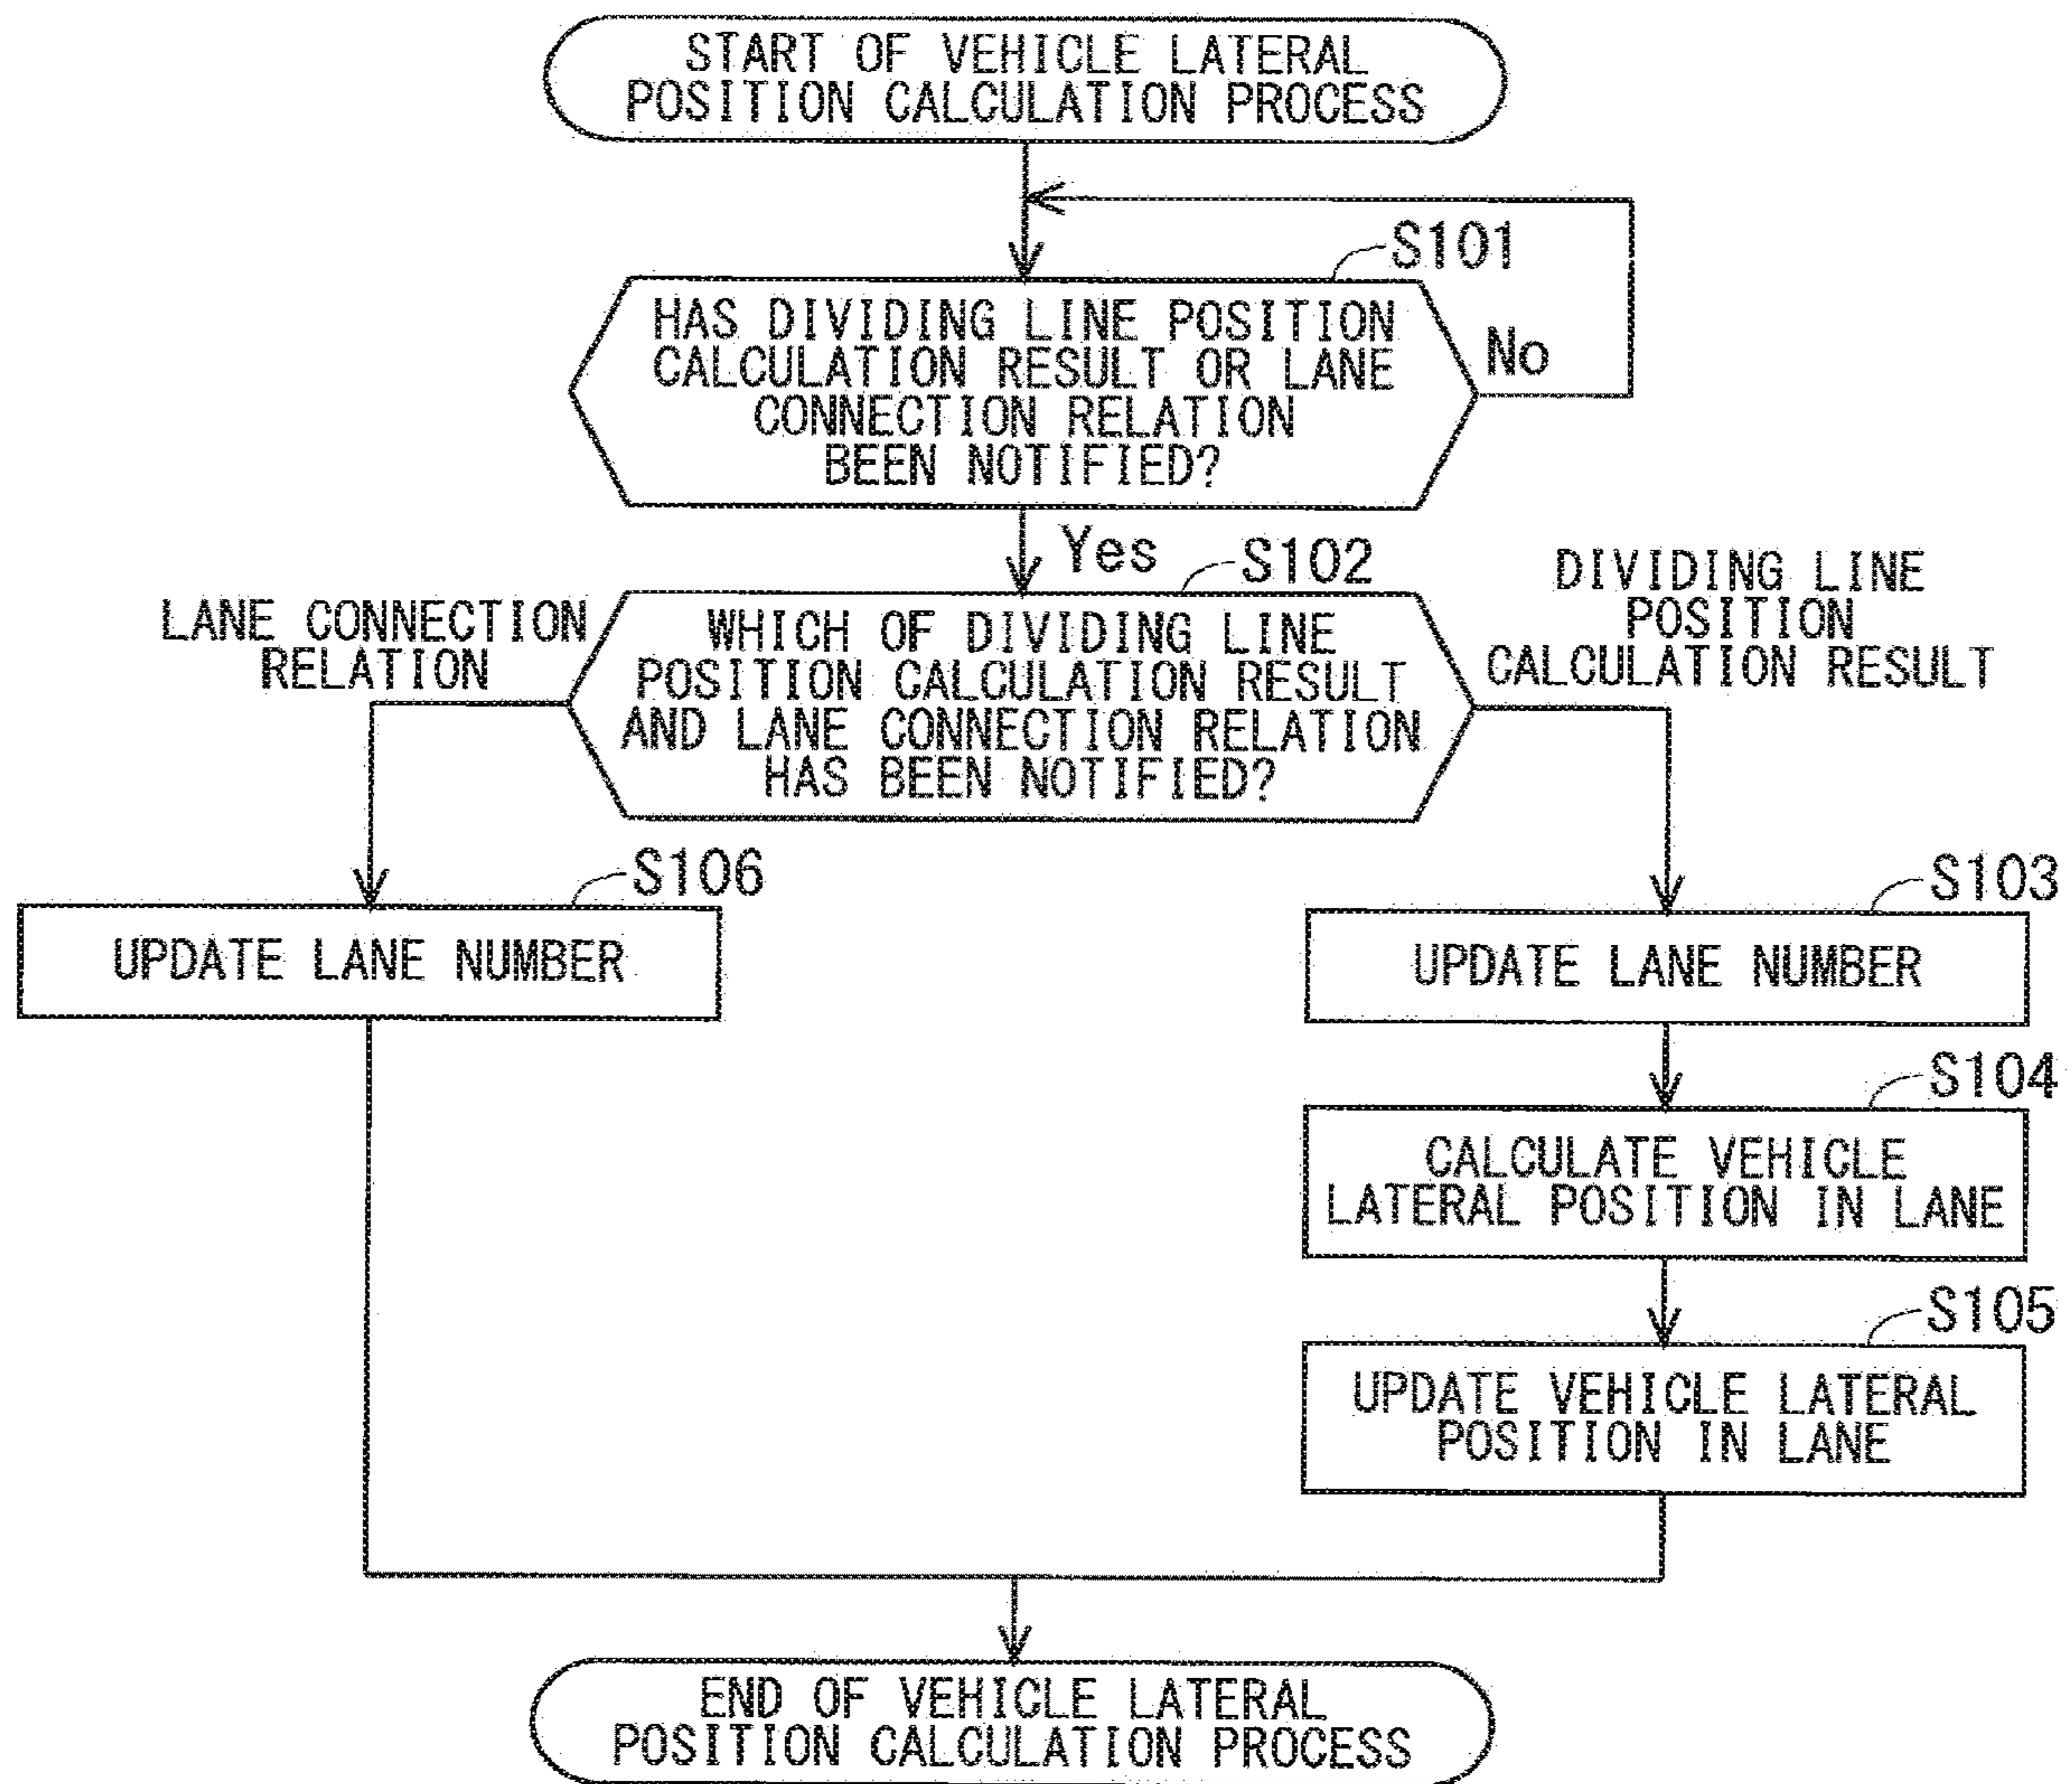 START OF VEHICLE LATERAL
POSITION CALCULATION PROCESS
S101
HAS DIVIDING LINE POSITION
CALCULATION RESULT OR LANE
CONNECTION RELATION
BEEN NOTIFIED?
No
Yes
S102
LANE CONNECTION
RELATION
WHICH OF DIVIDING LINE
POSITION CALCULATION RESULT
AND LANE CONNECTION RELATION
HAS BEEN NOTIFIED?
DIVIDING LINE
POSITION
CALCULATION RESULT
S106
UPDATE LANE NUMBER
S103
UPDATE LANE NUMBER
S104
CALCULATE VEHICLE
LATERAL POSITION IN LANE
S105
UPDATE VEHICLE LATERAL
POSITION IN LANE
END OF VEHICLE LATERAL
POSITION CALCULATION PROCESS